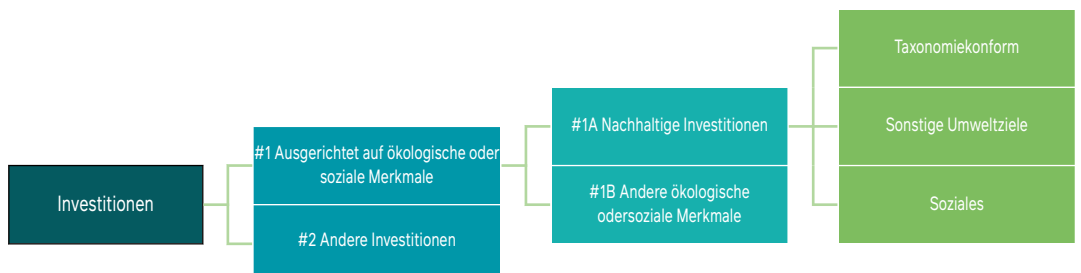 Investitionen
#1 Ausgerichtet auf ökologische oder
soziale Merkmale
#2 Andere Investitionen
#1A Nachhaltige Investitionen
#1B Andere ökologische
odersoziale Merkmale
Taxonomiekonform
Sonstige Umweltziele
Soziales